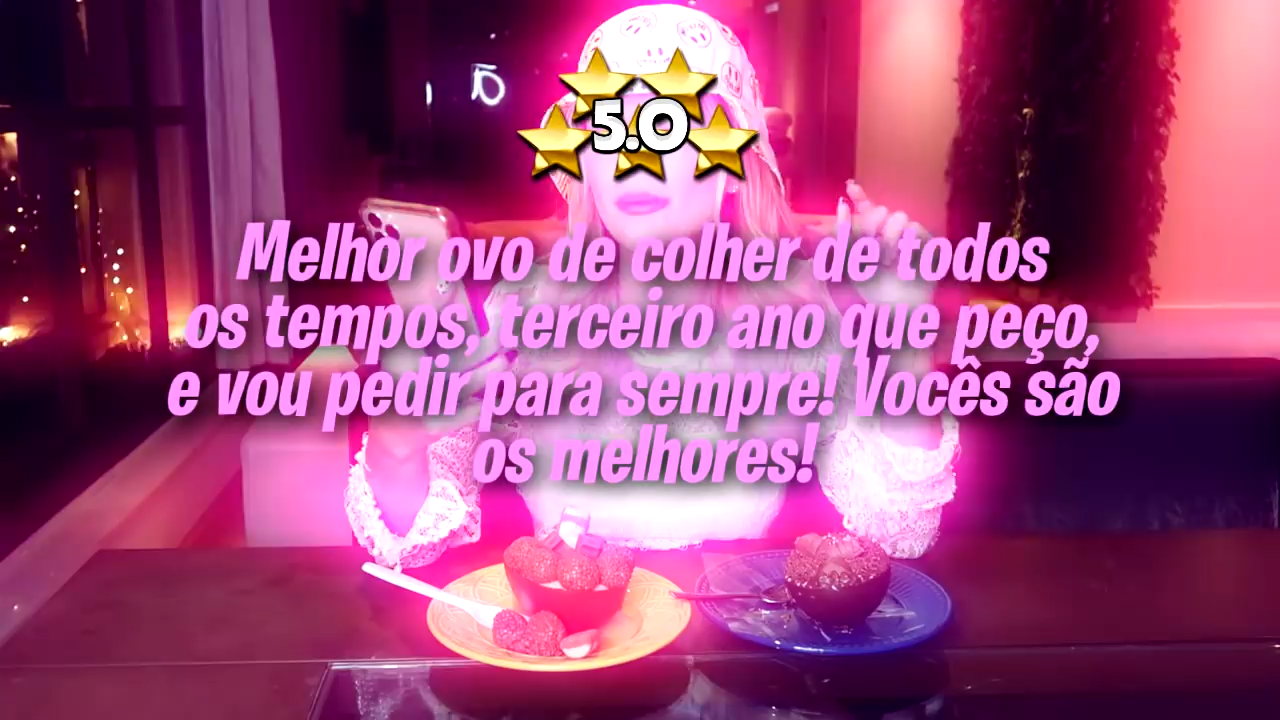 5.0
Melhor ovo de colher de todos
os tempos, terceiro ano que peço,
e vou pedir para sempre! Vocês são
os melhores!